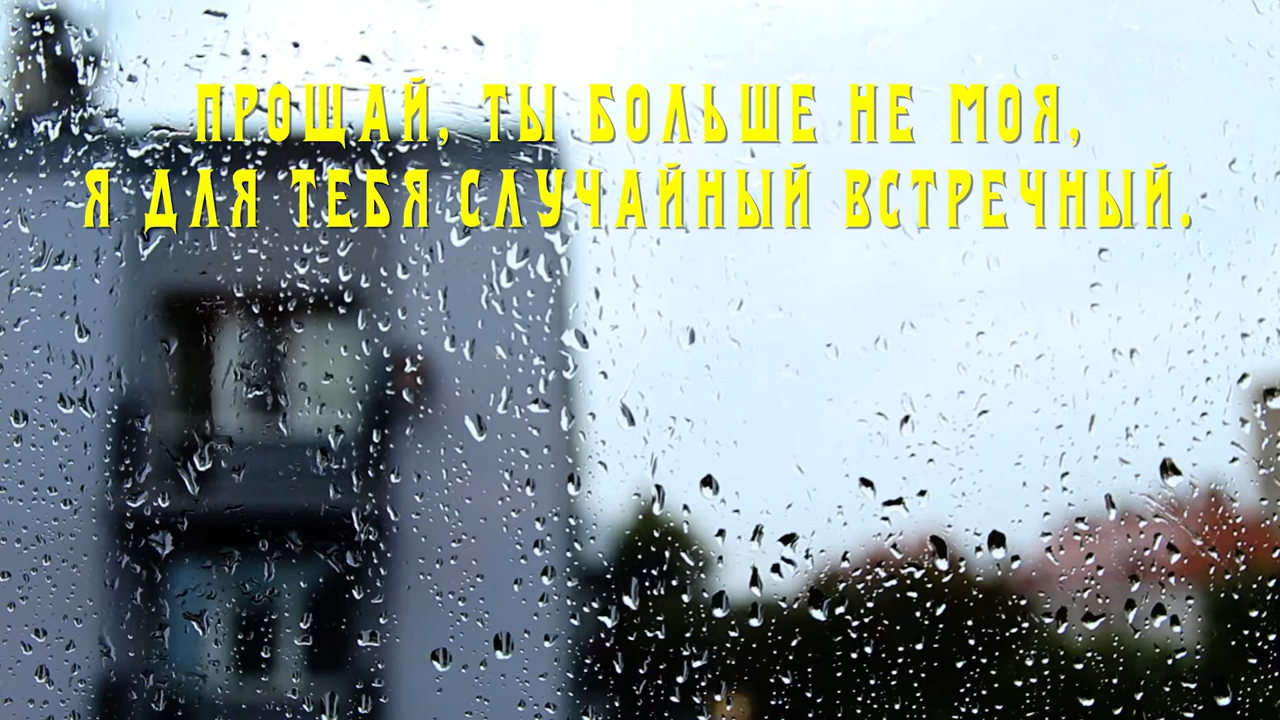 ПРОЩАЙ, ТЫ БОЛЬШЕ НЕ МОЯ,
Я ДЛЯ ТЕБЯ СЛУЧАЙНЫЙ ВСТРЕЧНЫЙ.